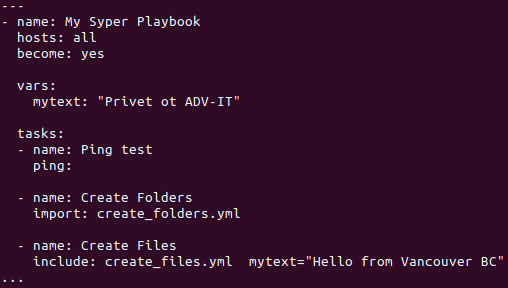 ---
- name: My Syper Playbook
  hosts: all
  become: yes

  vars:
    mytext: "Privet ot ADV-IT"

  tasks:
  - name: Ping test
    ping:

  - name: Create Folders
    import: create_folders.yml

  - name: Create Files
    include: create_files.yml  mytext="Hello from Vancouver BC"
...